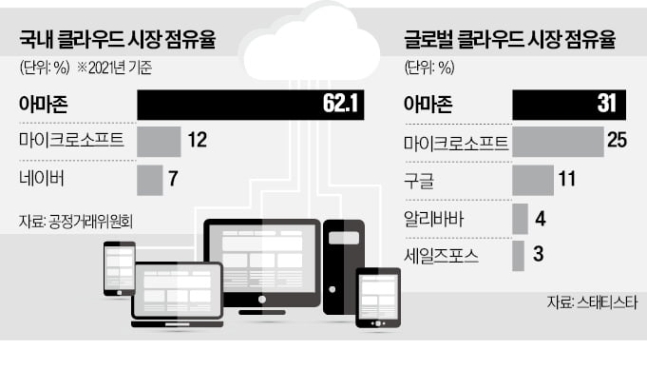 국내 클라우드 시장 점유율
(단위: %) ※2021년 기준
아마존 62.1
마이크로소프트 12
네이버 7
자료: 공정거래위원회
글로벌 클라우드 시장 점유율
(단위: %)
아마존 31
마이크로소프트 25
구글 11
알리바바 4
세일즈포스 3
자료: 스태티스타